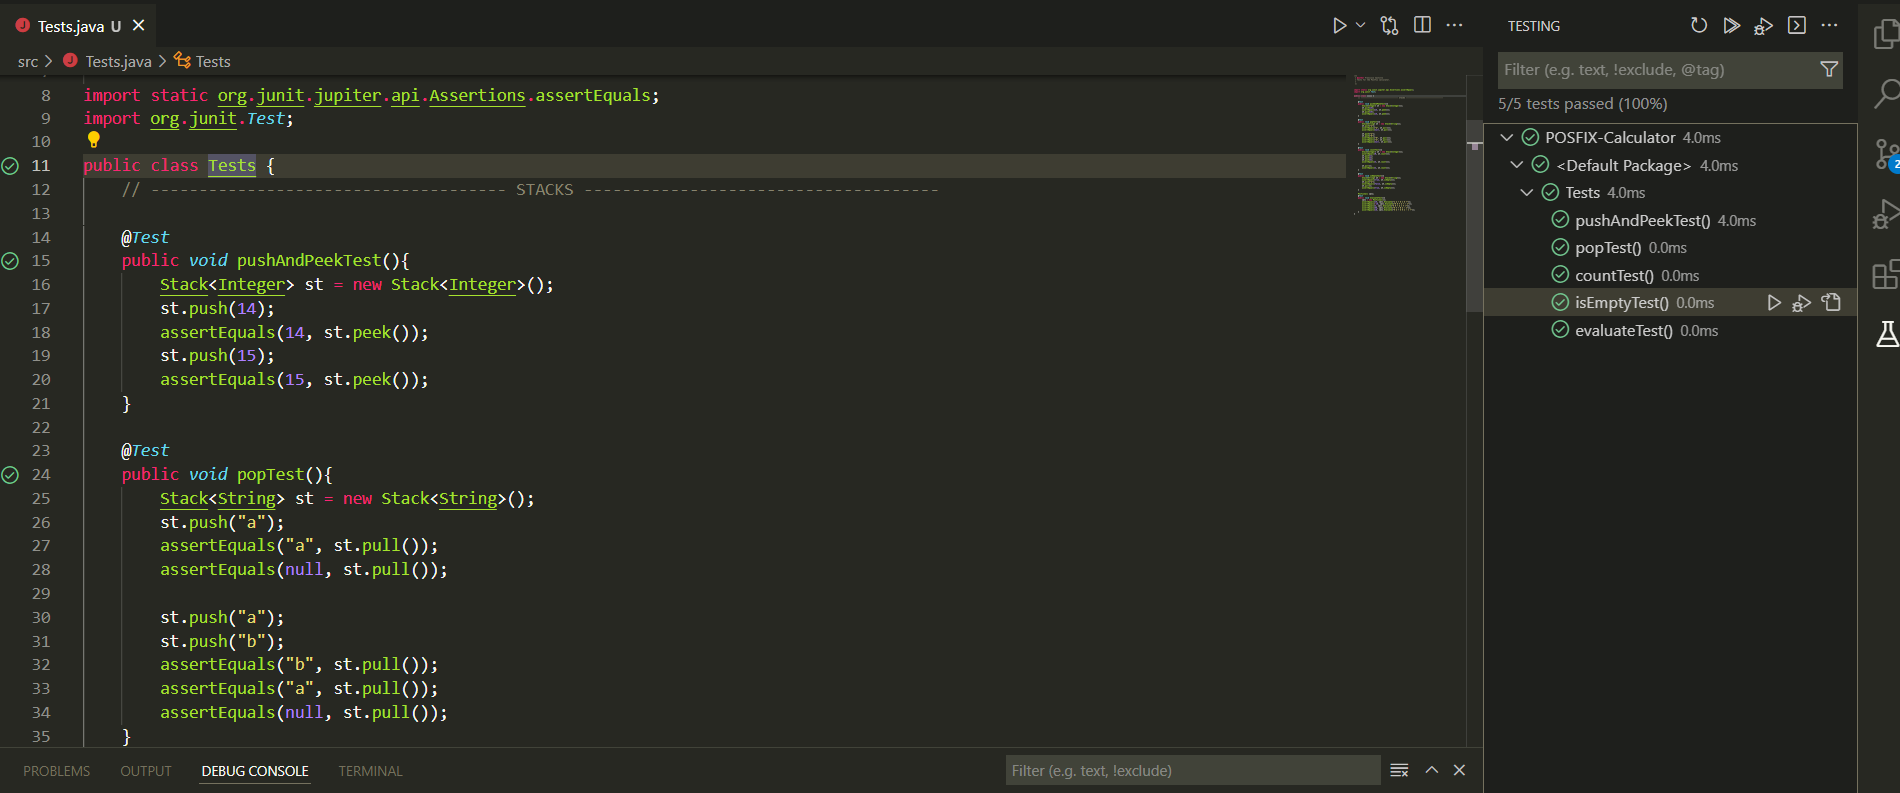 Tests.java U
src > Tests.java > Tests
8 import static org.junit.jupiter.api.Assertions.assertEquals;
9 import org.junit.Test;
10
11 public class Tests {
12 // ------------------------------------- STACKS -------------------------------------
13
14 @Test
15 public void pushAndPeekTest(){
16 Stack<Integer> st = new Stack<Integer>();
17 st.push(14);
18 assertEquals(14, st.peek());
19 st.push(15);
20 assertEquals(15, st.peek());
21 }
22
23 @Test
24 public void popTest(){
25 Stack<String> st = new Stack<String>();
26 st.push("a");
27 assertEquals("a", st.pull());
28 assertEquals(null, st.pull());
29
30 st.push("a");
31 st.push("b");
32 assertEquals("b", st.pull());
33 assertEquals("a", st.pull());
34 assertEquals(null, st.pull());
35 }
PROBLEMS OUTPUT DEBUG CONSOLE TERMINAL
Filter (e.g. text, !exclude)
TESTING
Filter (e.g. text, !exclude, @tag)
5/5 tests passed (100%)
POSFIX-Calculator 4.0ms
<Default Package> 4.0ms
Tests 4.0ms
pushAndPeekTest() 4.0ms
popTest() 0.0ms
countTest() 0.0ms
isEmptyTest() 0.0ms
evaluateTest() 0.0ms
2